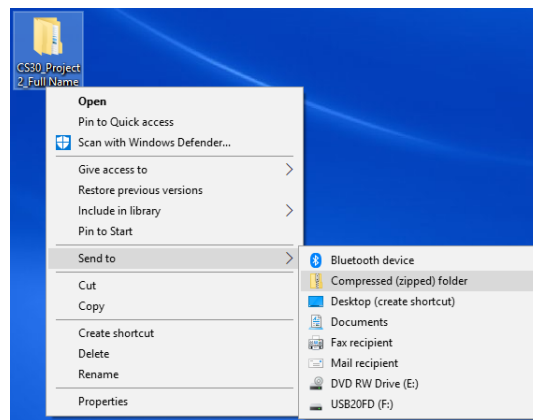 CS30_Project
2_Full Name
Open
Pin to Quick access
Scan with Windows Defender...
Give access to
Restore previous versions
Include in library
Pin to Start
Send to
Cut
Copy
Create shortcut
Delete
Rename
Properties
Bluetooth device
Compressed (zipped) folder
Desktop (create shortcut)
Documents
Fax recipient
Mail recipient
DVD RW Drive (E:)
USB20FD (F:)